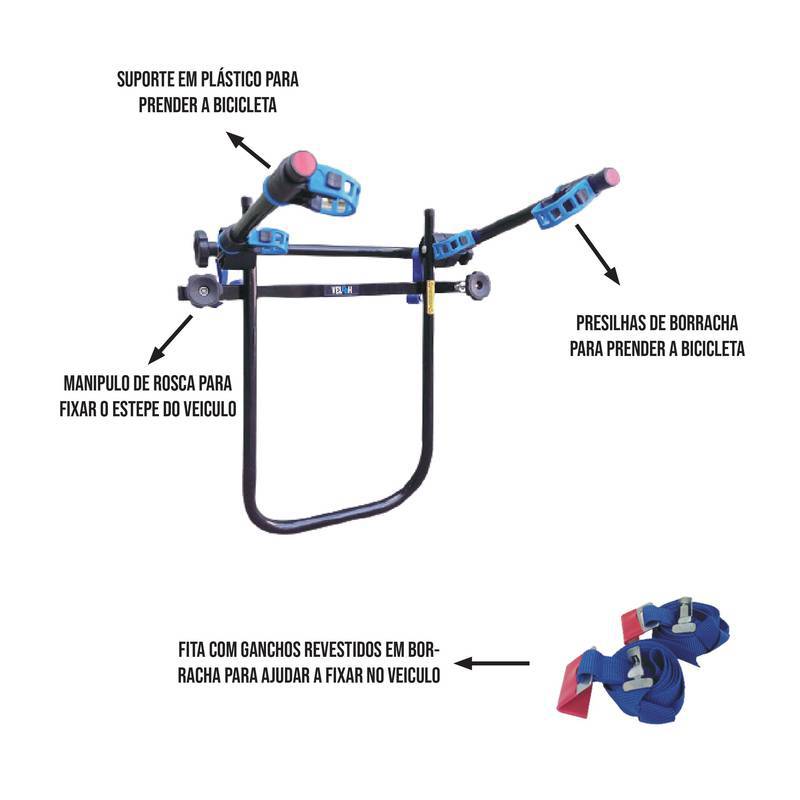 SUPORTE EM PLÁSTICO PARA
PRENDER A BICICLETA
PRESILHAS DE BORRACHA
PARA PRENDER A BICICLETA
MANIPULO DE ROSCA PARA
FIXAR O ESTEPE DO VEICULO
FITA COM GANCHOS REVESTIDOS EM BOR-
RACHA PARA AJUDAR A FIXAR NO VEICULO